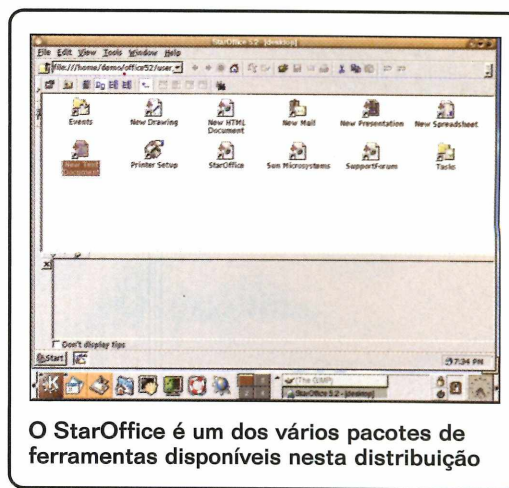 StarOffice 5.2 - [desktop]
File Edit View Tools Window Help
file:///home/demo/office52/user_
Events
New Drawing
New HTML Document
New Mail
New Presentation
New Spreadsheet
New Text Document
Printer Setup
StarOffice
Sun Microsystems
SupportForum
Tasks
Don't display tips
Start
7:34 PM
(The GIMP)
StarOffice 5.2 - [desktop]
O StarOffice é um dos vários pacotes de
ferramentas disponíveis nesta distribuição